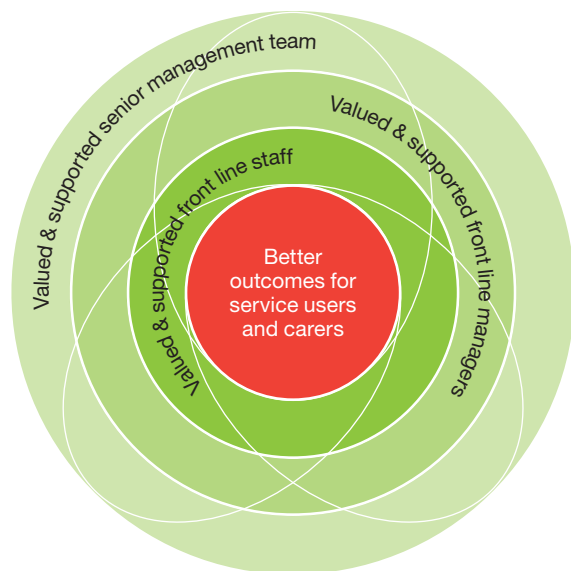 Valued & supported senior management team
Valued & supported front line managers
Valued & supported front line staff
Better
outcomes for
service users
and carers